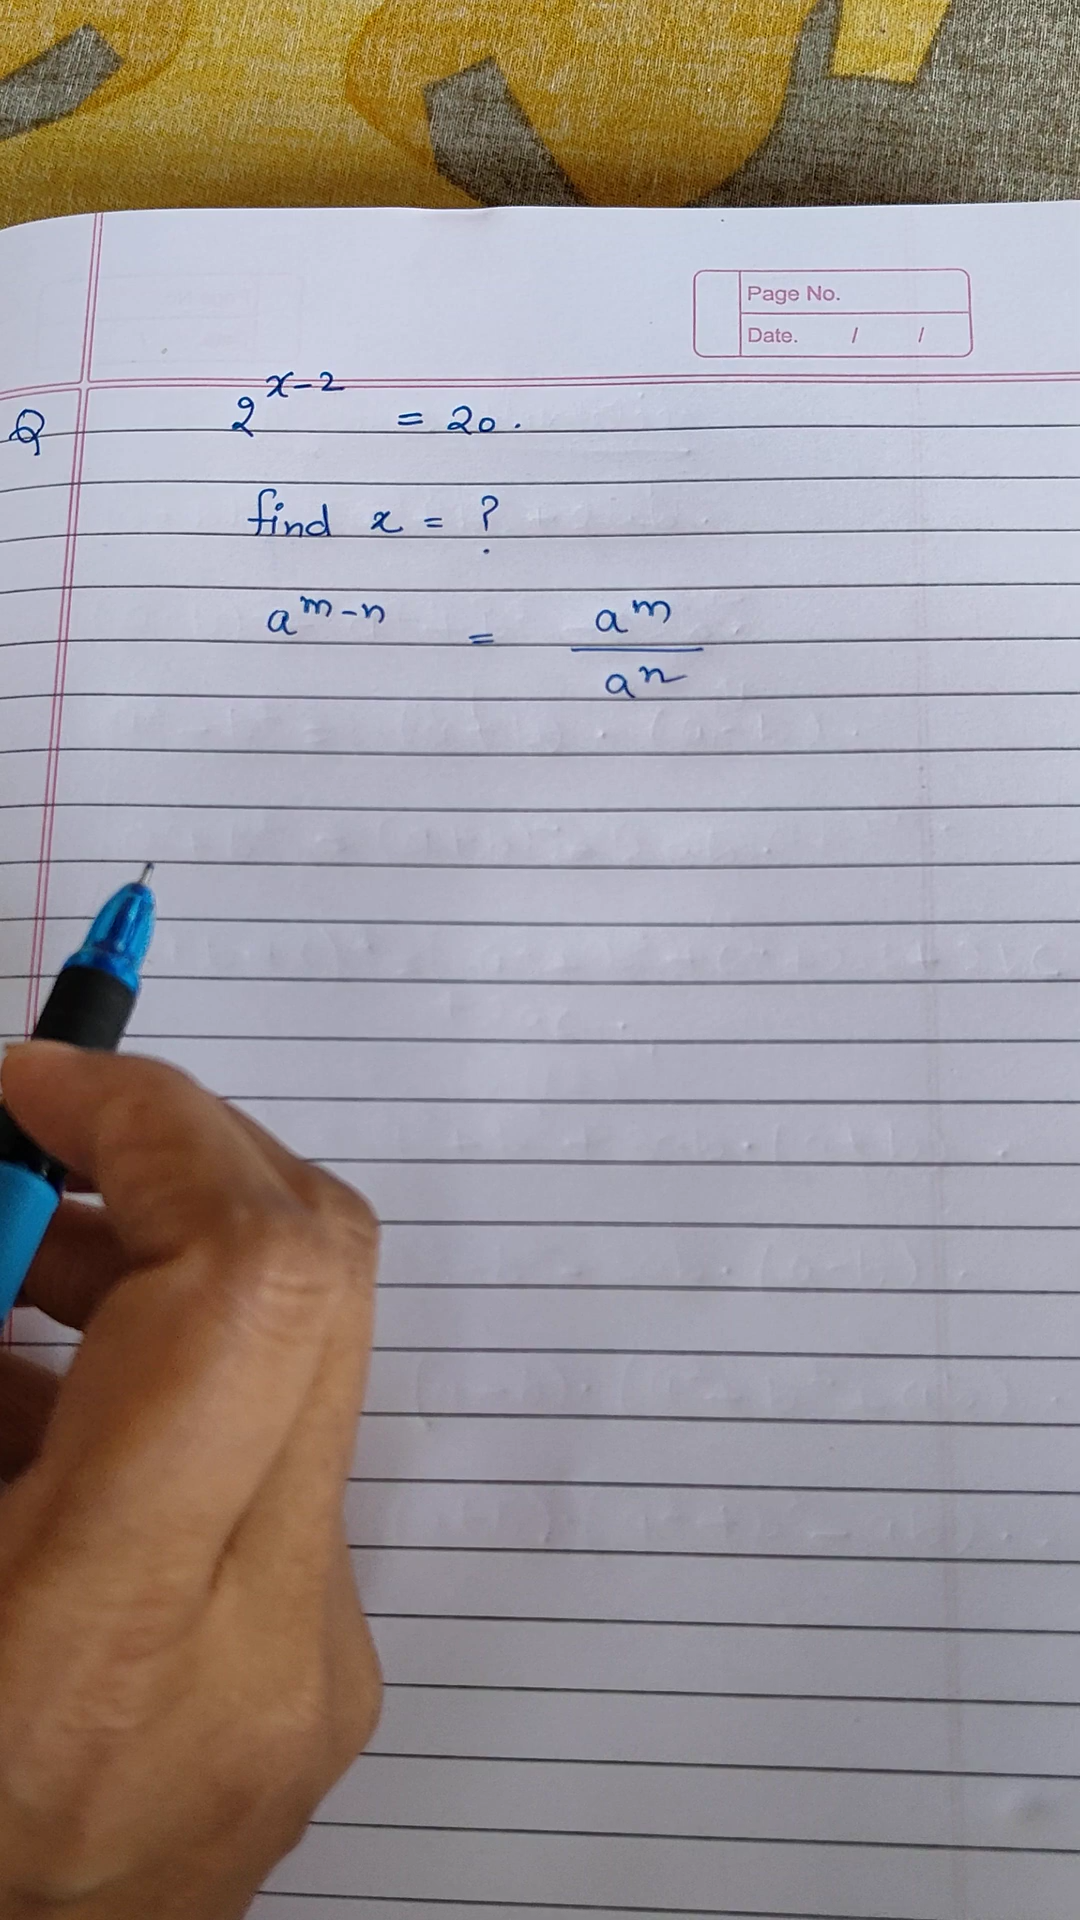 Page No.
Date. / /
Q 2^{x-2} = 20.
find x = ?
a^{m-n} = a^m / a^n